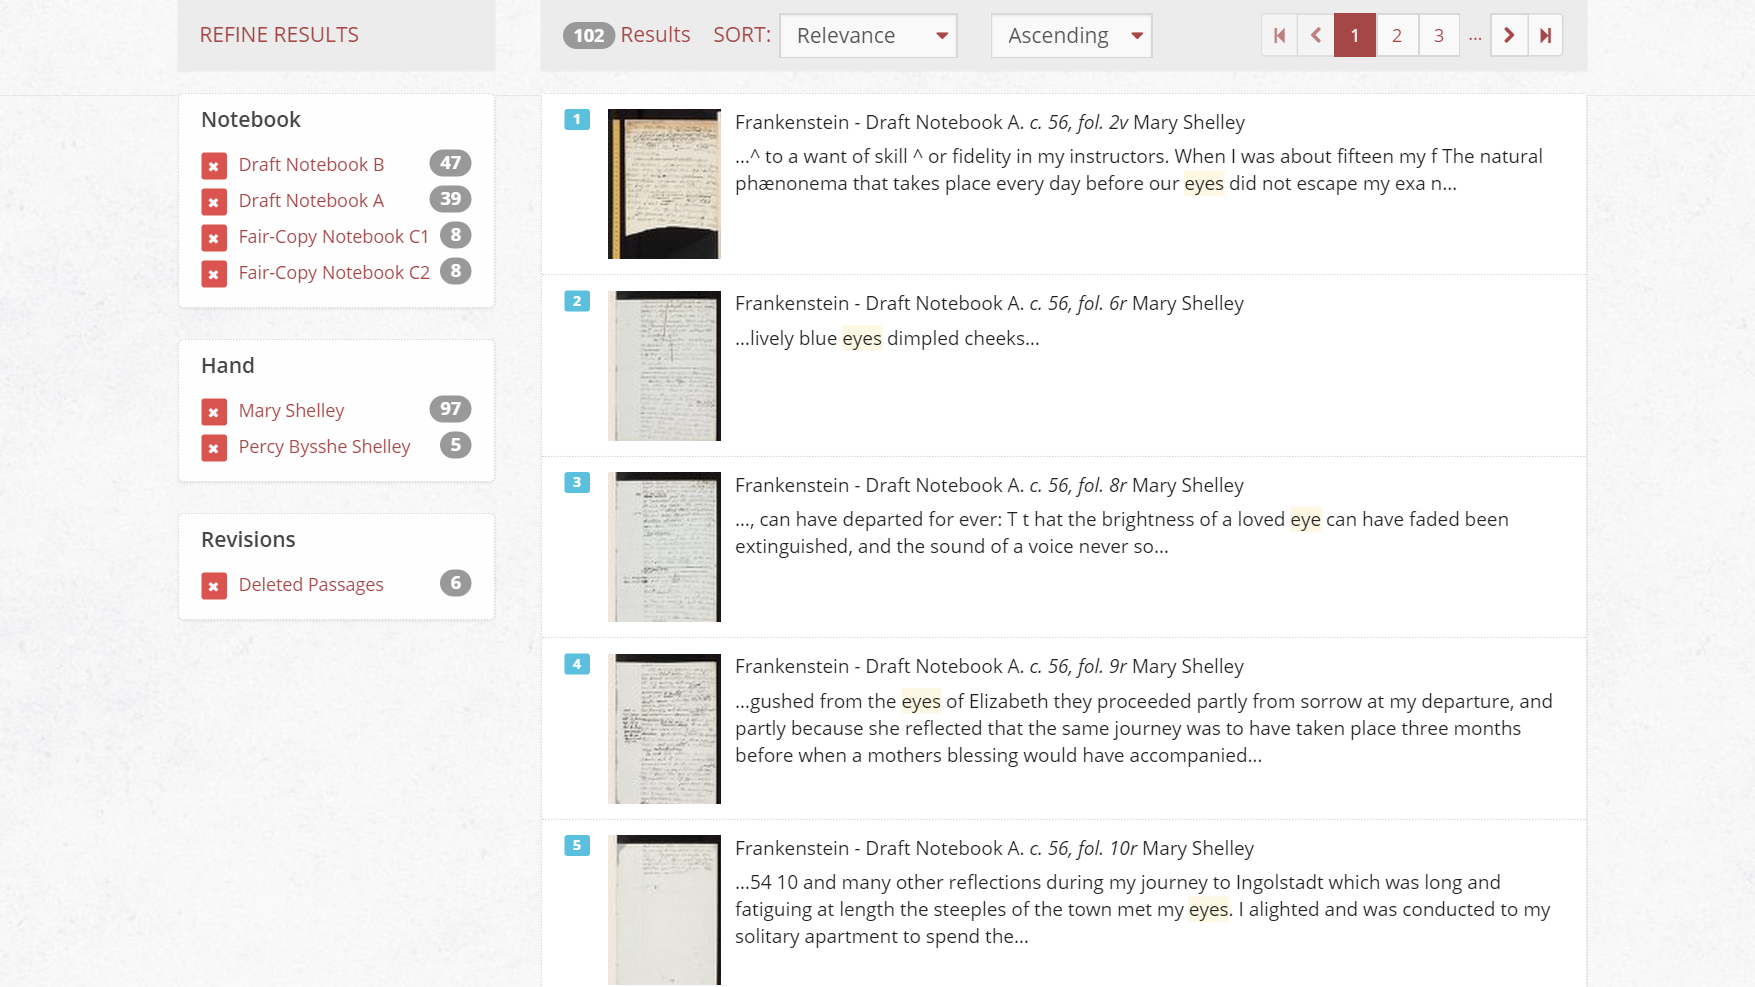 REFINE RESULTS
102 Results SORT: Relevance Ascending 1 2 3 ...
Notebook
Draft Notebook B 47
Draft Notebook A 39
Fair-Copy Notebook C1 8
Fair-Copy Notebook C2 8
Hand
Mary Shelley 97
Percy Bysshe Shelley 5
Revisions
Deleted Passages 6
1 Frankenstein - Draft Notebook A. c. 56, fol. 2v Mary Shelley
...^ to a want of skill ^ or fidelity in my instructors. When I was about fifteen my f The natural
phænonema that takes place every day before our eyes did not escape my exa n...
2 Frankenstein - Draft Notebook A. c. 56, fol. 6r Mary Shelley
...lively blue eyes dimpled cheeks...
3 Frankenstein - Draft Notebook A. c. 56, fol. 8r Mary Shelley
..., can have departed for ever: T t hat the brightness of a loved eye can have faded been
extinguished, and the sound of a voice never so...
4 Frankenstein - Draft Notebook A. c. 56, fol. 9r Mary Shelley
...gushed from the eyes of Elizabeth they proceeded partly from sorrow at my departure, and
partly because she reflected that the same journey was to have taken place three months
before when a mothers blessing would have accompanied...
5 Frankenstein - Draft Notebook A. c. 56, fol. 10r Mary Shelley
...54 10 and many other reflections during my journey to Ingolstadt which was long and
fatiguing at length the steeples of the town met my eyes. I alighted and was conducted to my
solitary apartment to spend the...